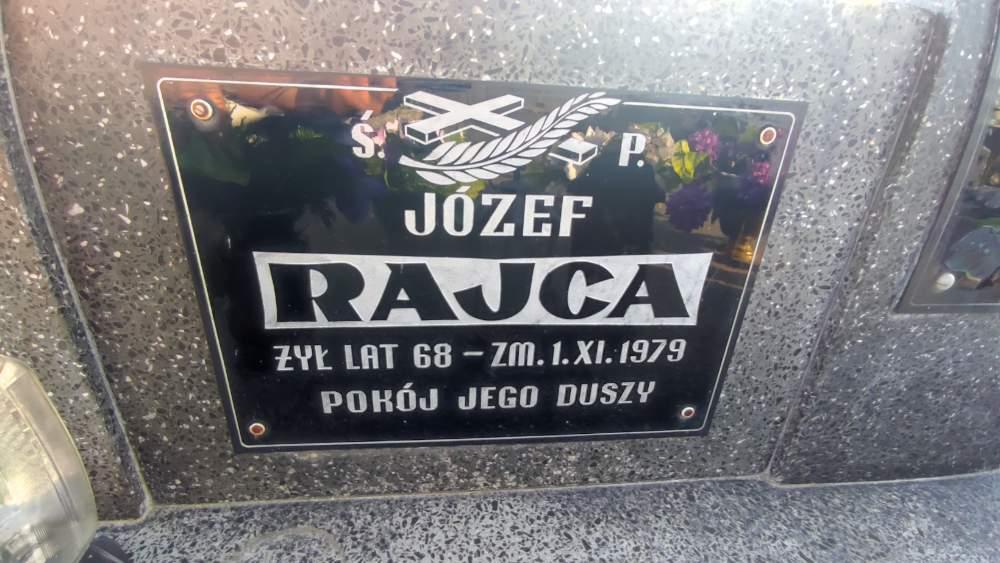 Ś. P.
JÓZEF
RAJCA
ŻYŁ LAT 68 – ZM. 1. XI. 1979
POKÓJ JEGO DUSZY